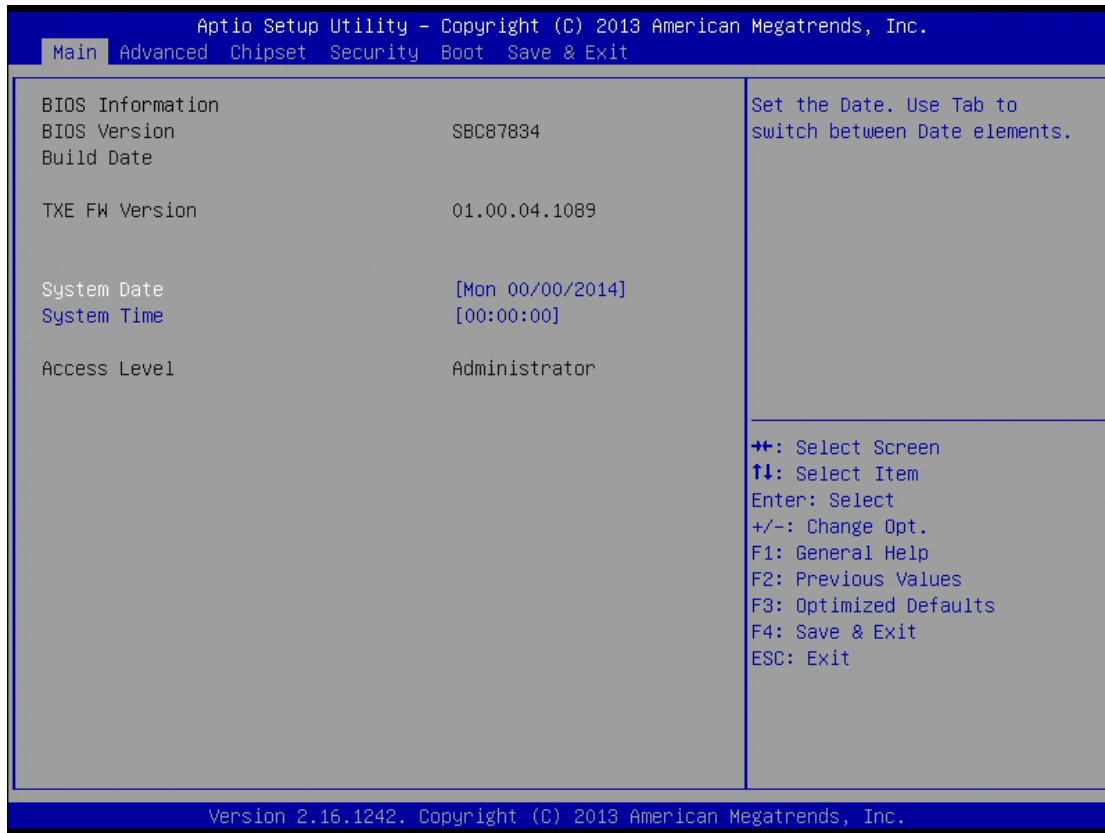 Aptio Setup Utility – Copyright (C) 2013 American Megatrends, Inc.
Main Advanced Chipset Security Boot Save & Exit
BIOS Information
BIOS Version SBC87834
Build Date
TXE FW Version 01.00.04.1089
System Date [Mon 00/00/2014]
System Time [00:00:00]
Access Level Administrator
Set the Date. Use Tab to
switch between Date elements.
→←: Select Screen
↑↓: Select Item
Enter: Select
+/-: Change Opt.
F1: General Help
F2: Previous Values
F3: Optimized Defaults
F4: Save & Exit
ESC: Exit
Version 2.16.1242. Copyright (C) 2013 American Megatrends, Inc.